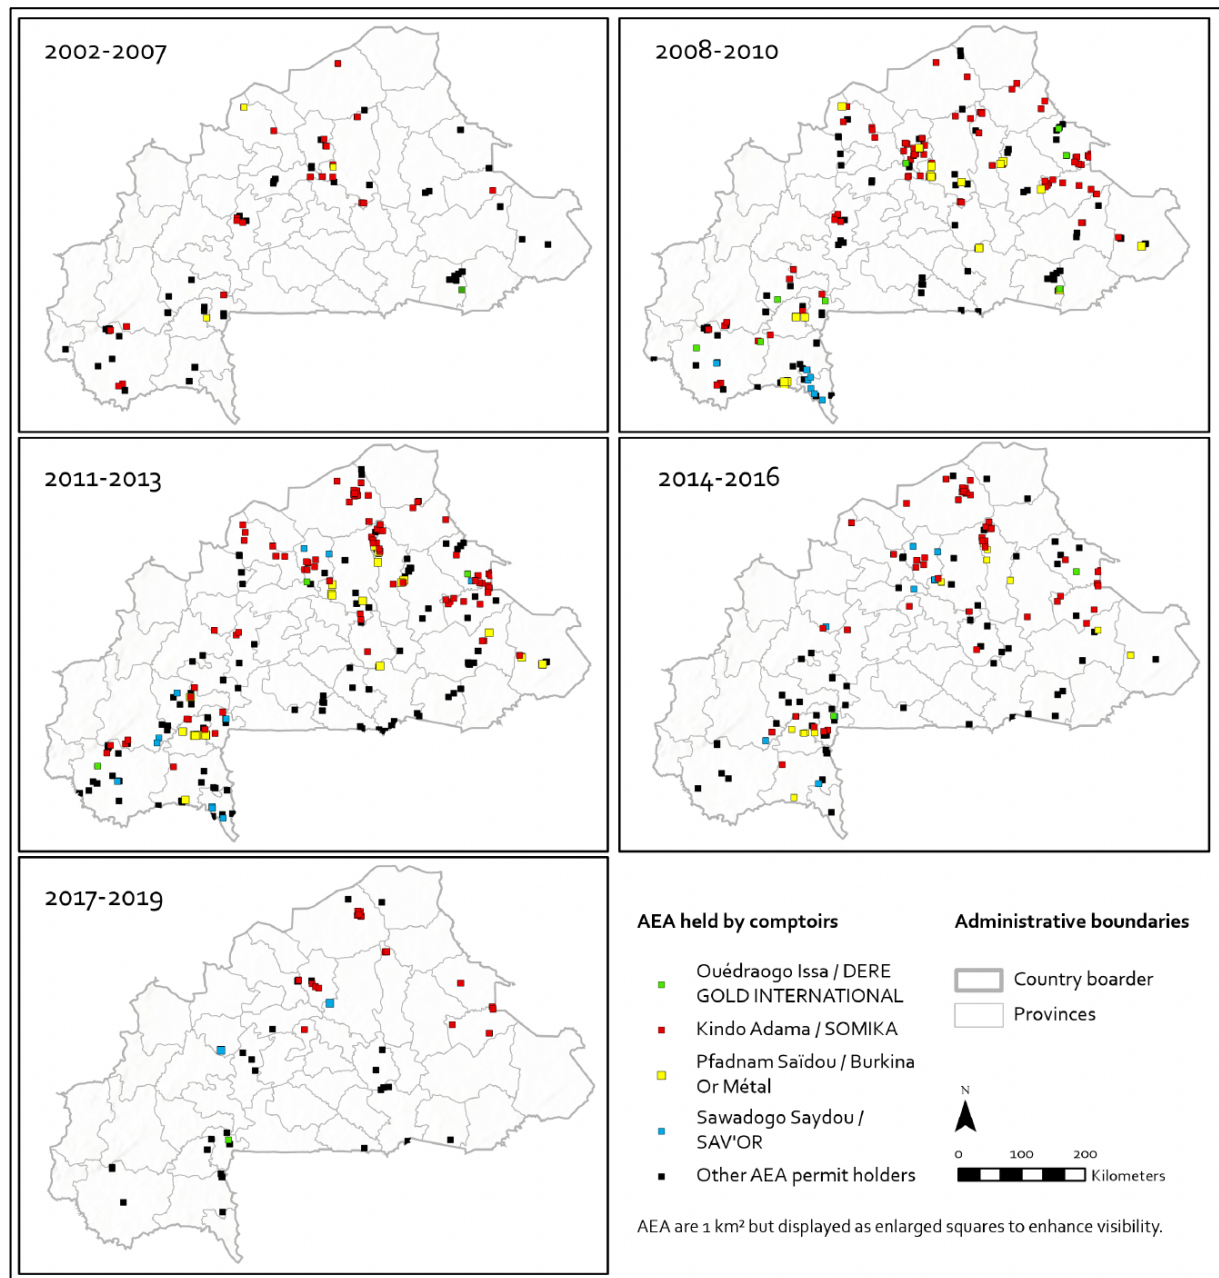 2002-2007
2008-2010
2011-2013
2014-2016
2017-2019
AEA held by comptoirs
Ouédraogo Issa / DERE
GOLD INTERNATIONAL
Kindo Adama / SOMIKA
Pfadnam Saïdou / Burkina
Or Métal
Sawadogo Saydou /
SAV'OR
Other AEA permit holders
Administrative boundaries
Country boarder
Provinces
N
0 100 200
Kilometers
AEA are 1 km² but displayed as enlarged squares to enhance visibility.